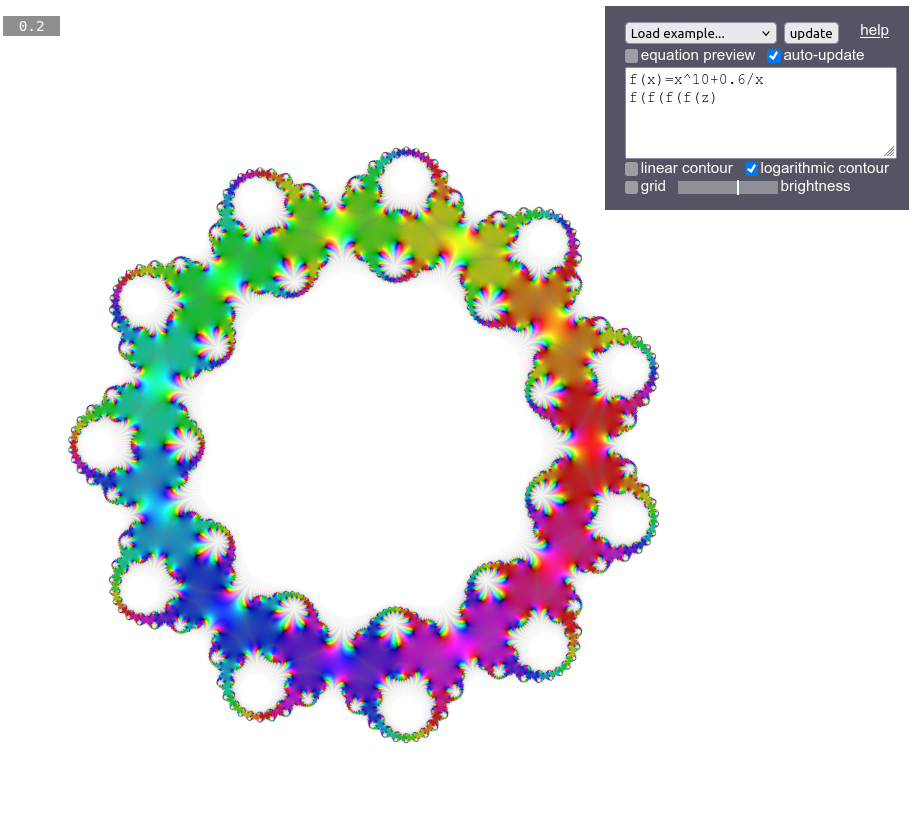 0.2
Load example...
update
help
equation preview
auto-update
f(x)=x^10+0.6/x
f(f(f(f(z)
linear contour
logarithmic contour
grid
brightness